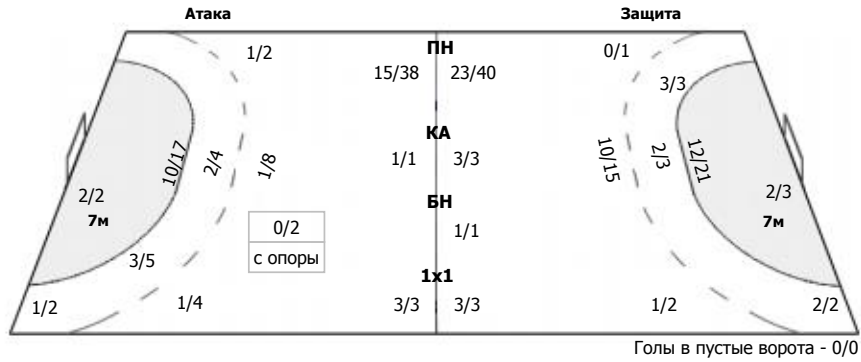 Атака Защита
1/2 ПН 0/1
15/38 23/40
3/3
КА
10/17 2/4 1/8 1/1 3/3 10/15 2/3 12/21
2/2 БН 2/3
7м 7м
0/2 1/1
с опоры
3/5
1x1
1/2 1/4 3/3 3/3 1/2 2/2
Голы в пустые ворота - 0/0